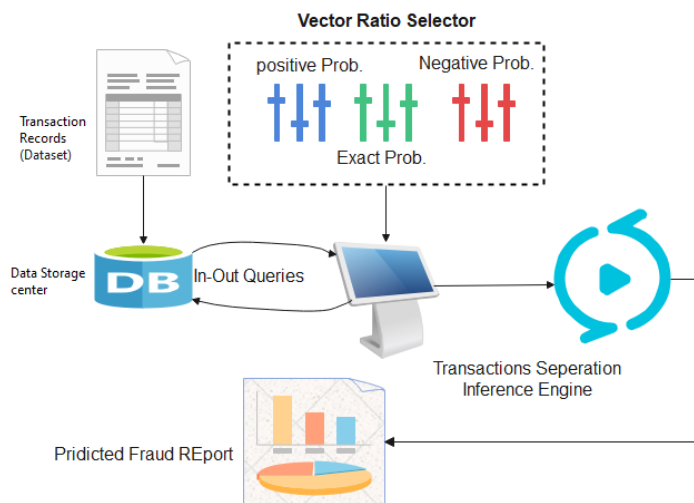 Vector Ratio Selector
positive Prob.
Negative Prob.
Exact Prob.
Transaction
Records
(Dataset)
Data Storage
center
DB
In-Out Queries
Transactions Seperation
Inference Engine
Pridicted Fraud REport